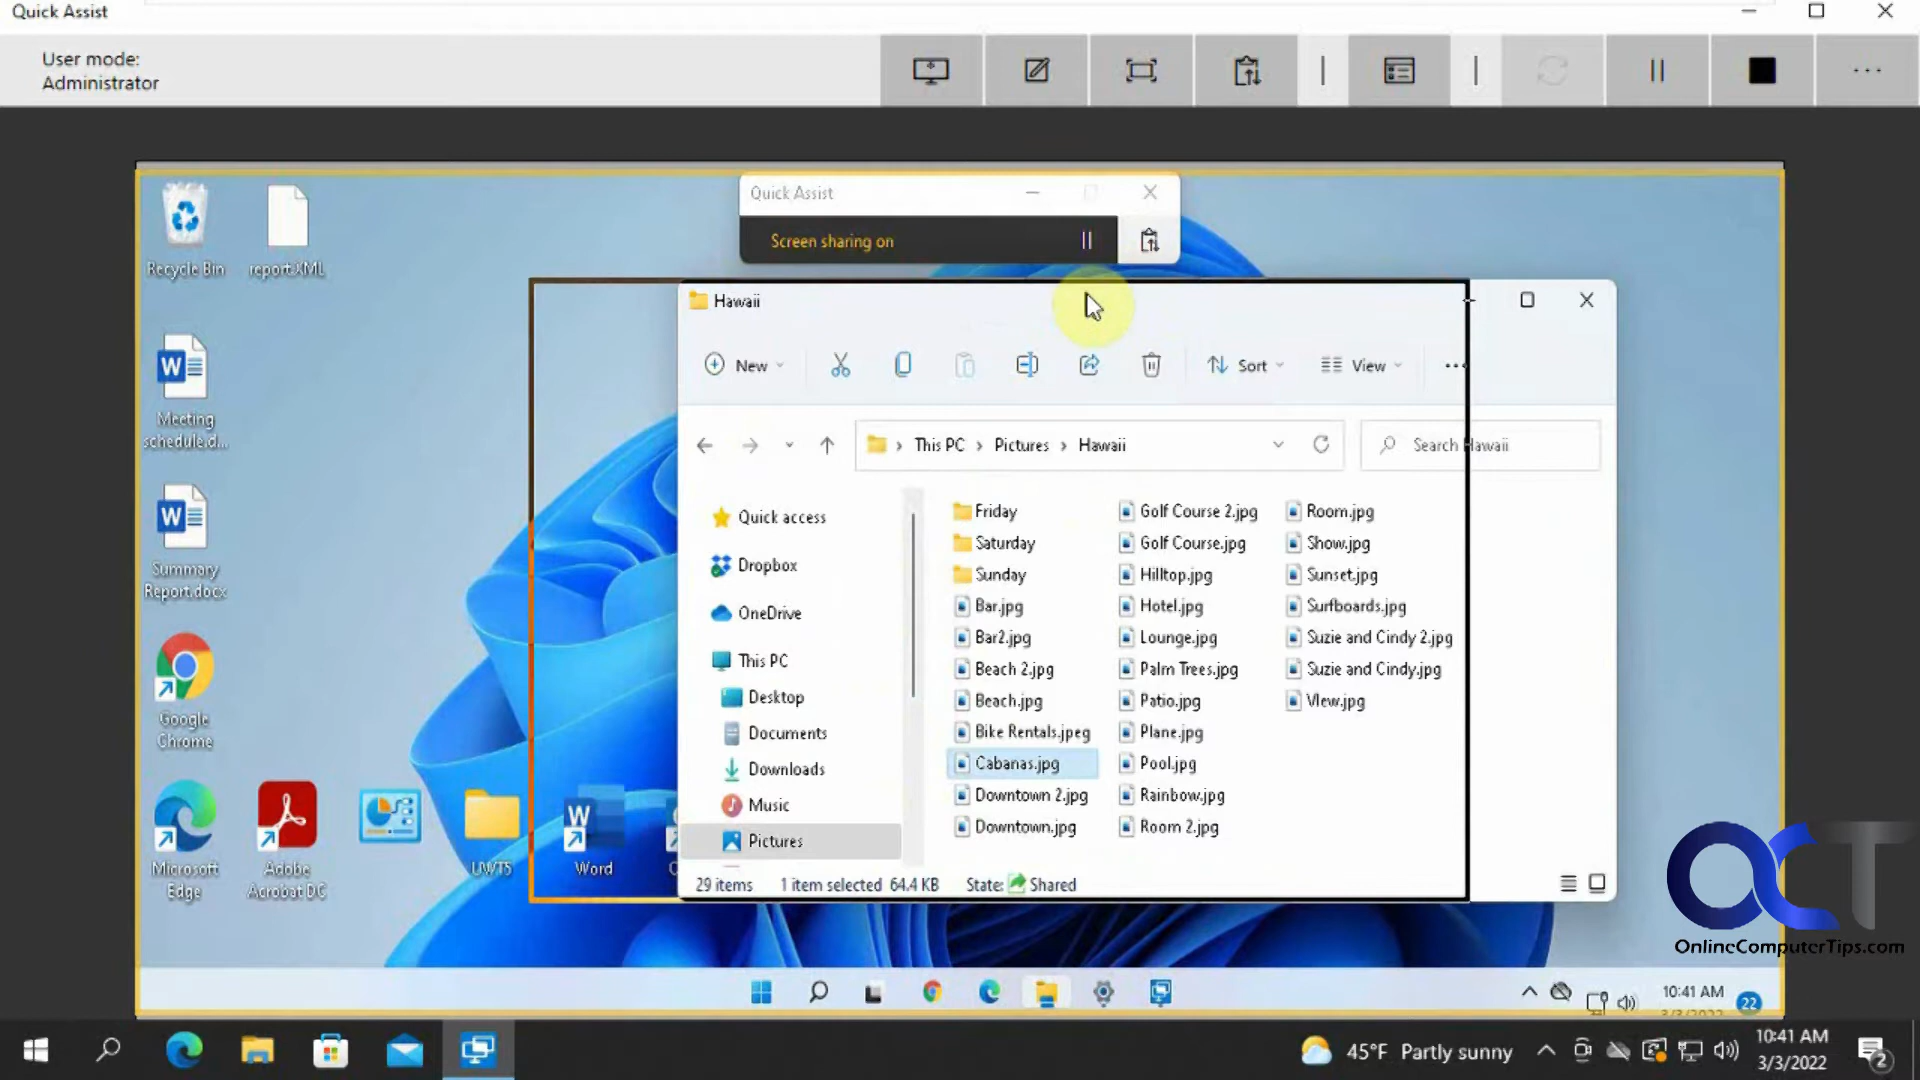 Quick Assist
User mode:
Administrator
Recycle Bin
report.XML
Quick Assist
Screen sharing on
Hawaii
New
Sort
View
This PC
Pictures
Hawaii
Search Hawaii
Meeting
schedule.d...
Summary
Report.docx
Google
Chrome
Microsoft
Edge
Adobe
Acrobat DC
UWT5
Word
Quick access
Dropbox
OneDrive
This PC
Desktop
Documents
Downloads
Music
Pictures
Friday
Saturday
Sunday
Bar.jpg
Bar2.jpg
Beach 2.jpg
Beach.jpg
Bike Rentals.jpeg
Cabanas.jpg
Downtown 2.jpg
Downtown.jpg
Golf Course 2.jpg
Golf Course.jpg
Hilltop.jpg
Hotel.jpg
Lounge.jpg
Palm Trees.jpg
Patio.jpg
Plane.jpg
Pool.jpg
Rainbow.jpg
Room 2.jpg
Room.jpg
Show.jpg
Sunset.jpg
Surfboards.jpg
Suzie and Cindy 2.jpg
Suzie and Cindy.jpg
VIew.jpg
29 items 1 item selected 64.4 KB State: Shared
OCT
OnlineComputerTips.com
10:41 AM
3/3/2022
22
45°F Partly sunny
10:41 AM
3/3/2022
2